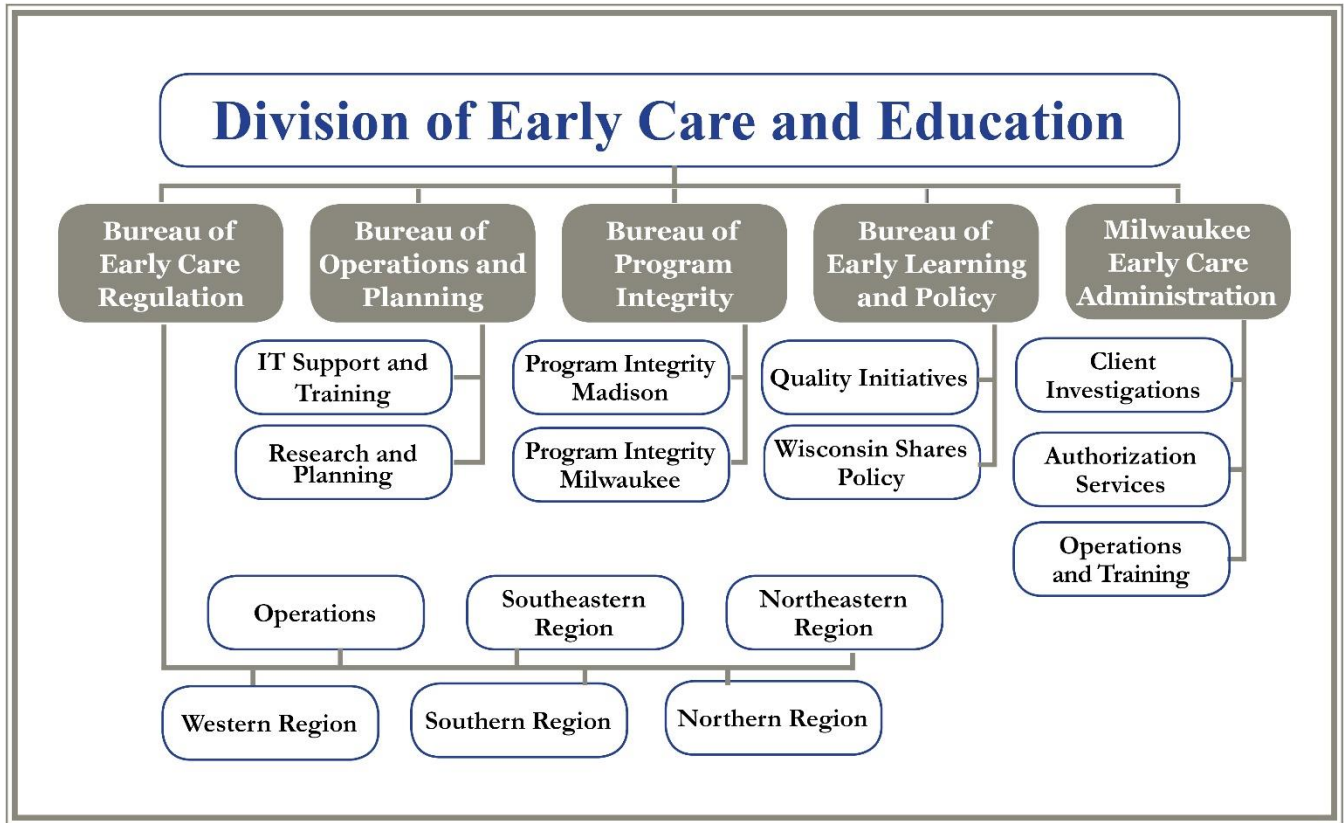 Division of Early Care and Education
Bureau of
Early Care
Regulation
Bureau of
Operations and
Planning
Bureau of
Program
Integrity
Bureau of
Early Learning
and Policy
Milwaukee
Early Care
Administration
IT Support and
Training
Research and
Planning
Program Integrity
Madison
Program Integrity
Milwaukee
Quality Initiatives
Wisconsin Shares
Policy
Client
Investigations
Authorization
Services
Operations
and Training
Operations
Southeastern
Region
Northeastern
Region
Western Region
Southern Region
Northern Region